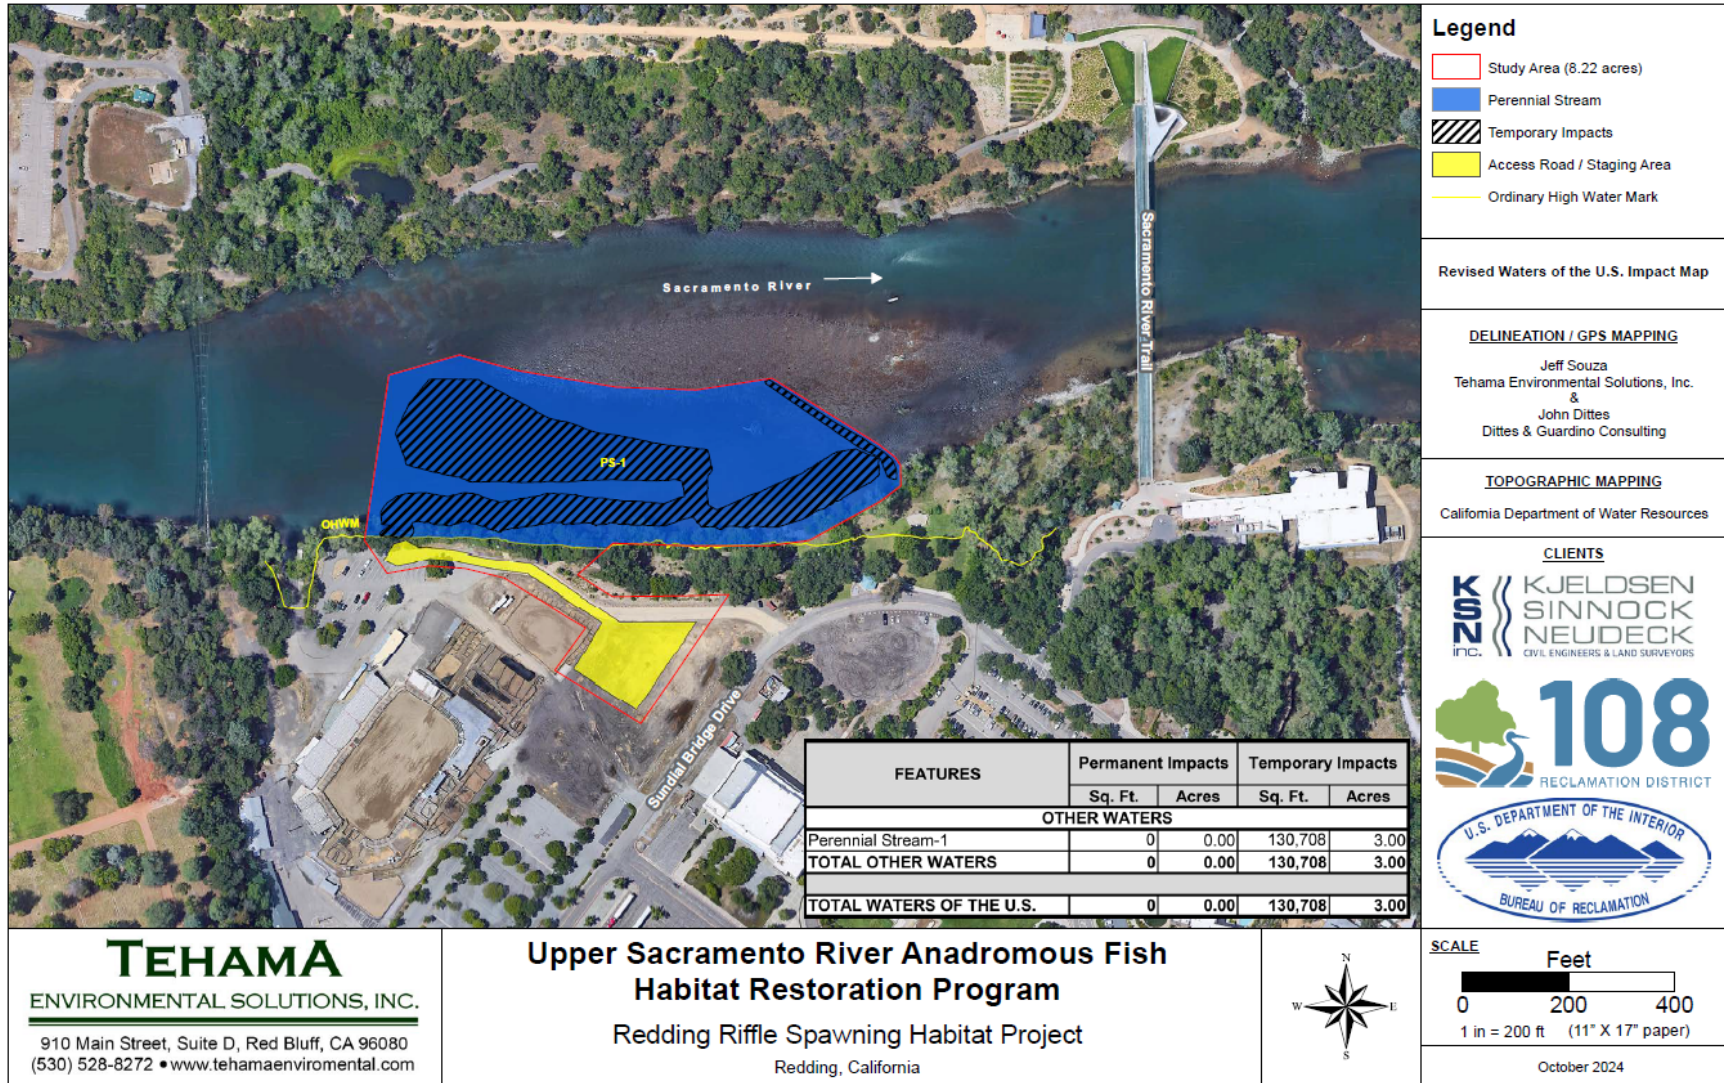 Legend
Study Area (8.22 acres)
Perennial Stream
Temporary Impacts
Access Road / Staging Area
Ordinary High Water Mark
Revised Waters of the U.S. Impact Map
DELINEATION / GPS MAPPING
Jeff Souza
Tehama Environmental Solutions, Inc.
&
John Dittes
Dittes & Guardino Consulting
TOPOGRAPHIC MAPPING
California Department of Water Resources
CLIENTS
KSN inc.
KJELDSEN
SINNOCK
NEUDECK
CIVIL ENGINEERS & LAND SURVEYORS
108
RECLAMATION DISTRICT
U.S. DEPARTMENT OF THE INTERIOR
BUREAU OF RECLAMATION
SCALE
Feet
0 200 400
1 in = 200 ft (11" X 17" paper)
October 2024
Sacramento River
Sacramento River Trail
PS-1
OHWM
Sundial Bridge Drive
FEATURES Permanent Impacts Temporary Impacts
Sq. Ft. Acres Sq. Ft. Acres
OTHER WATERS
Perennial Stream-1 0 0.00 130,708 3.00
TOTAL OTHER WATERS 0 0.00 130,708 3.00
TOTAL WATERS OF THE U.S. 0 0.00 130,708 3.00
TEHAMA
ENVIRONMENTAL SOLUTIONS, INC.
910 Main Street, Suite D, Red Bluff, CA 96080
(530) 528-8272 • www.tehamaenviromental.com
Upper Sacramento River Anadromous Fish
Habitat Restoration Program
Redding Riffle Spawning Habitat Project
Redding, California
N
W E
S